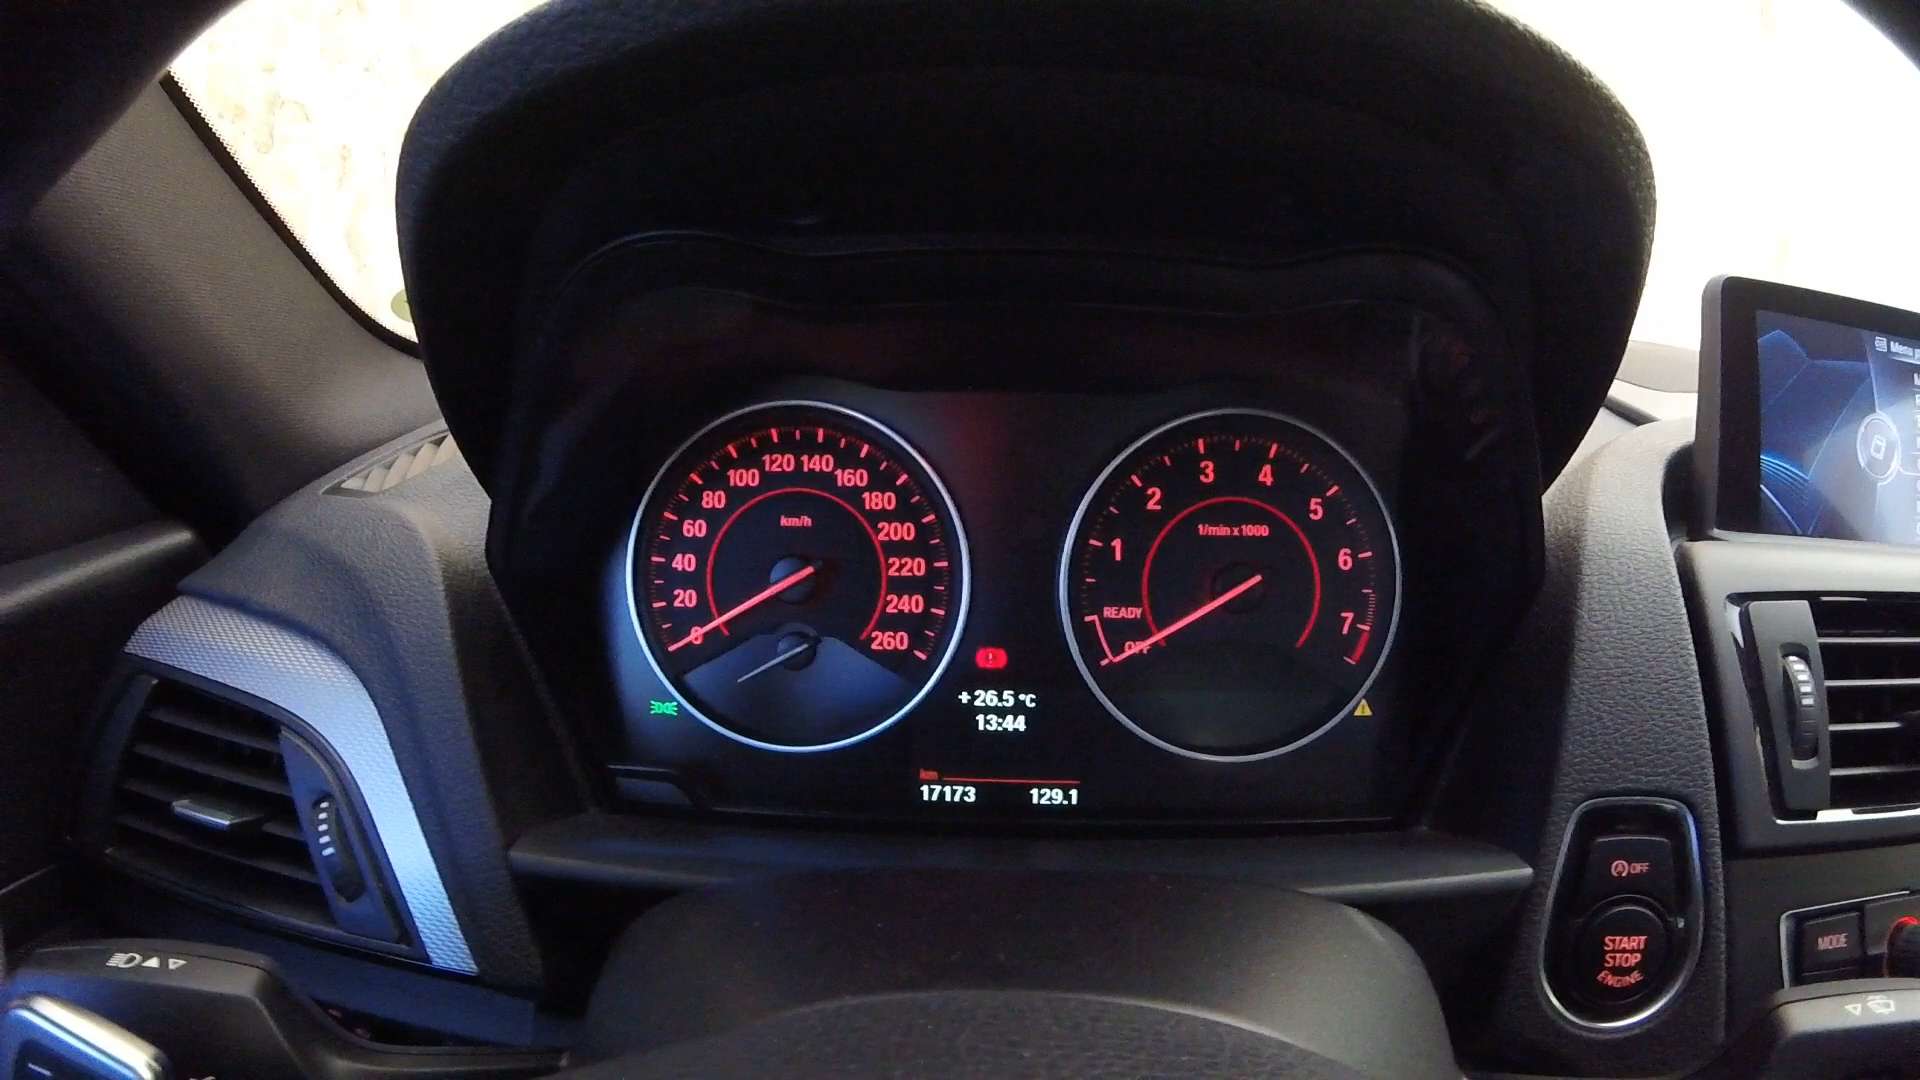 0
20
40
60
80
100
120
140
160
180
200
220
240
260
km/h
1
2
3
4
5
6
7
1/min x 1000
READY
OFF
+26.5 °C
13:44
km
17173 129.1
Menu
OFF
START
STOP
ENGINE
MODE